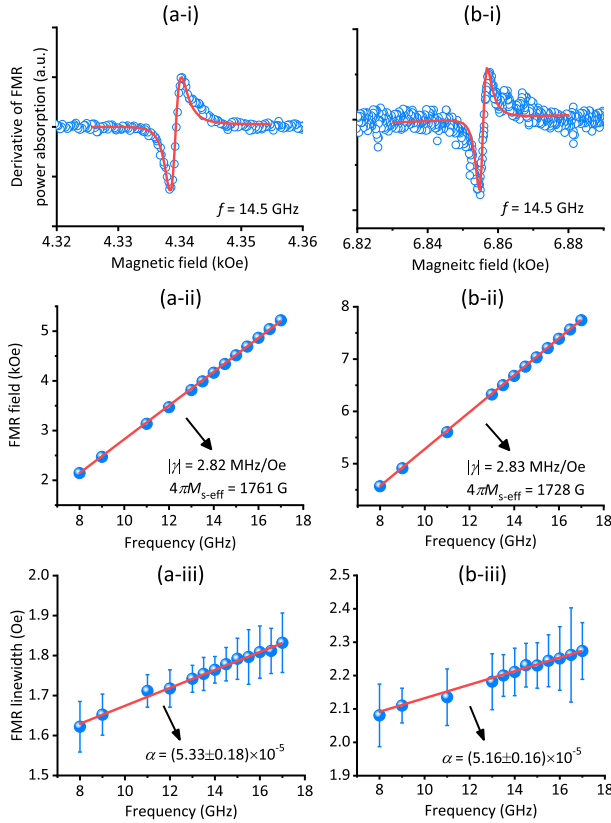 (a-i)
(b-i)
Derivative of FMR
power absorption (a.u.)
f = 14.5 GHz
f = 14.5 GHz
4.32 4.33 4.34 4.35 4.36
6.82 6.84 6.86 6.88
Magnetic field (kOe)
Magneitc field (kOe)
(a-ii)
(b-ii)
FMR field (kOe)
5
4
3
2
8
7
6
5
|γ| = 2.82 MHz/Oe
4πMs-eff = 1761 G
|γ| = 2.83 MHz/Oe
4πMs-eff = 1728 G
8 10 12 14 16 18
8 10 12 14 16 18
Frequency (GHz)
Frequency (GHz)
(a-iii)
(b-iii)
FMR linewidth (Oe)
2.0
1.9
1.8
1.7
1.6
1.5
2.5
2.4
2.3
2.2
2.1
2.0
1.9
α = (5.33±0.18)×10⁻⁵
α = (5.16±0.16)×10⁻⁵
8 10 12 14 16 18
8 10 12 14 16 18
Frequency (GHz)
Frequency (GHz)